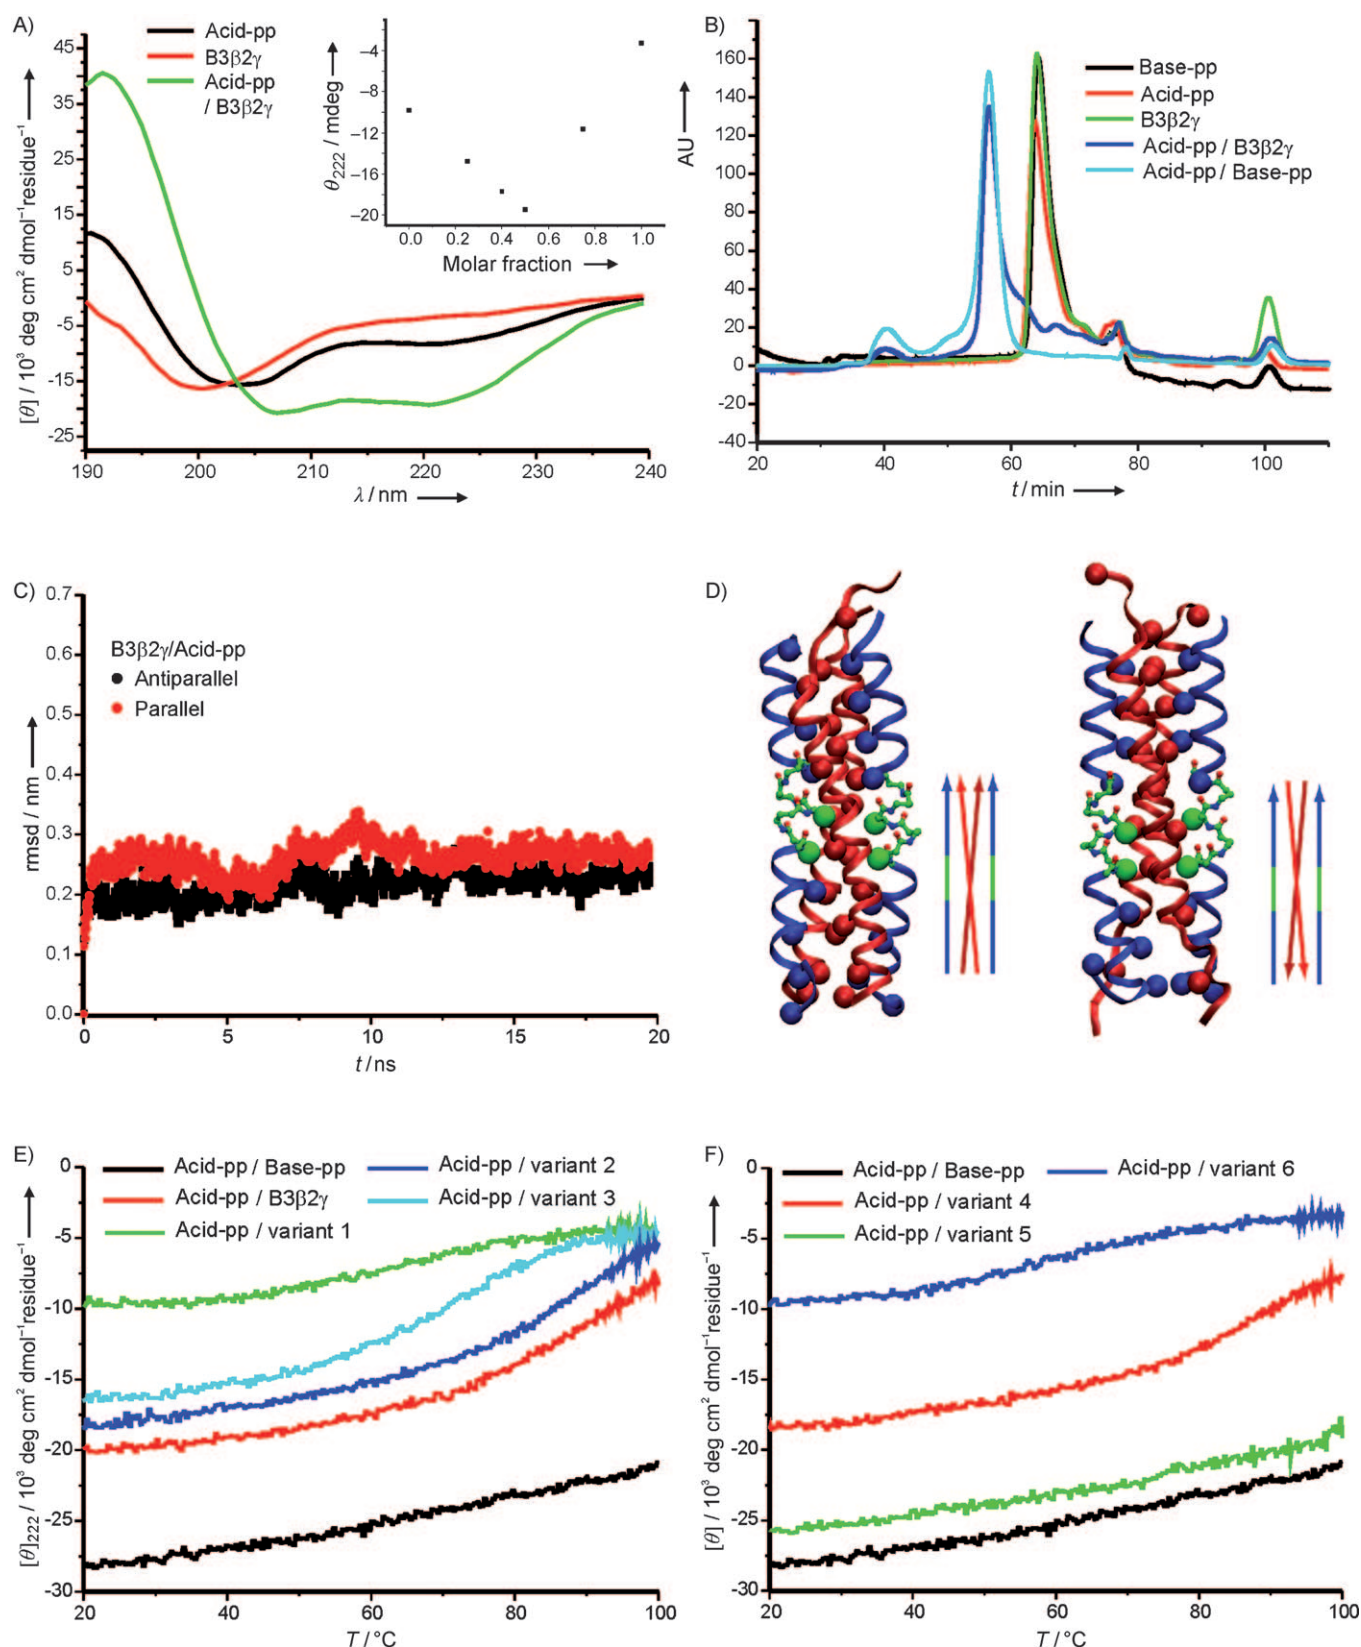 A)
Acid-pp
B3β2γ
Acid-pp
/ B3β2γ
[θ] / 10³ deg cm² dmol⁻¹residue⁻¹
45
35
25
15
5
-5
-15
-25
190
200
210
220
230
240
λ / nm
θ₂₂₂ / mdeg
−4
−8
−12
−16
−20
0.0
0.2
0.4
0.6
0.8
1.0
Molar fraction
B)
Base-pp
Acid-pp
B3β2γ
Acid-pp / B3β2γ
Acid-pp / Base-pp
AU
160
140
120
100
80
60
40
20
0
-20
-40
20
40
60
80
100
t / min
C)
B3β2γ/Acid-pp
Antiparallel
Parallel
rmsd / nm
0.7
0.6
0.5
0.4
0.3
0.2
0.1
0.0
0
5
10
15
20
t / ns
D)
E)
Acid-pp / Base-pp
Acid-pp / B3β2γ
Acid-pp / variant 1
Acid-pp / variant 2
Acid-pp / variant 3
[θ]₂₂₂ / 10³ deg cm² dmol⁻¹residue⁻¹
0
-5
-10
-15
-20
-25
-30
20
40
60
80
100
T / °C
F)
Acid-pp / Base-pp
Acid-pp / variant 4
Acid-pp / variant 5
Acid-pp / variant 6
[θ] / 10³ deg cm² dmol⁻¹residue⁻¹
0
-5
-10
-15
-20
-25
-30
20
40
60
80
100
T / °C